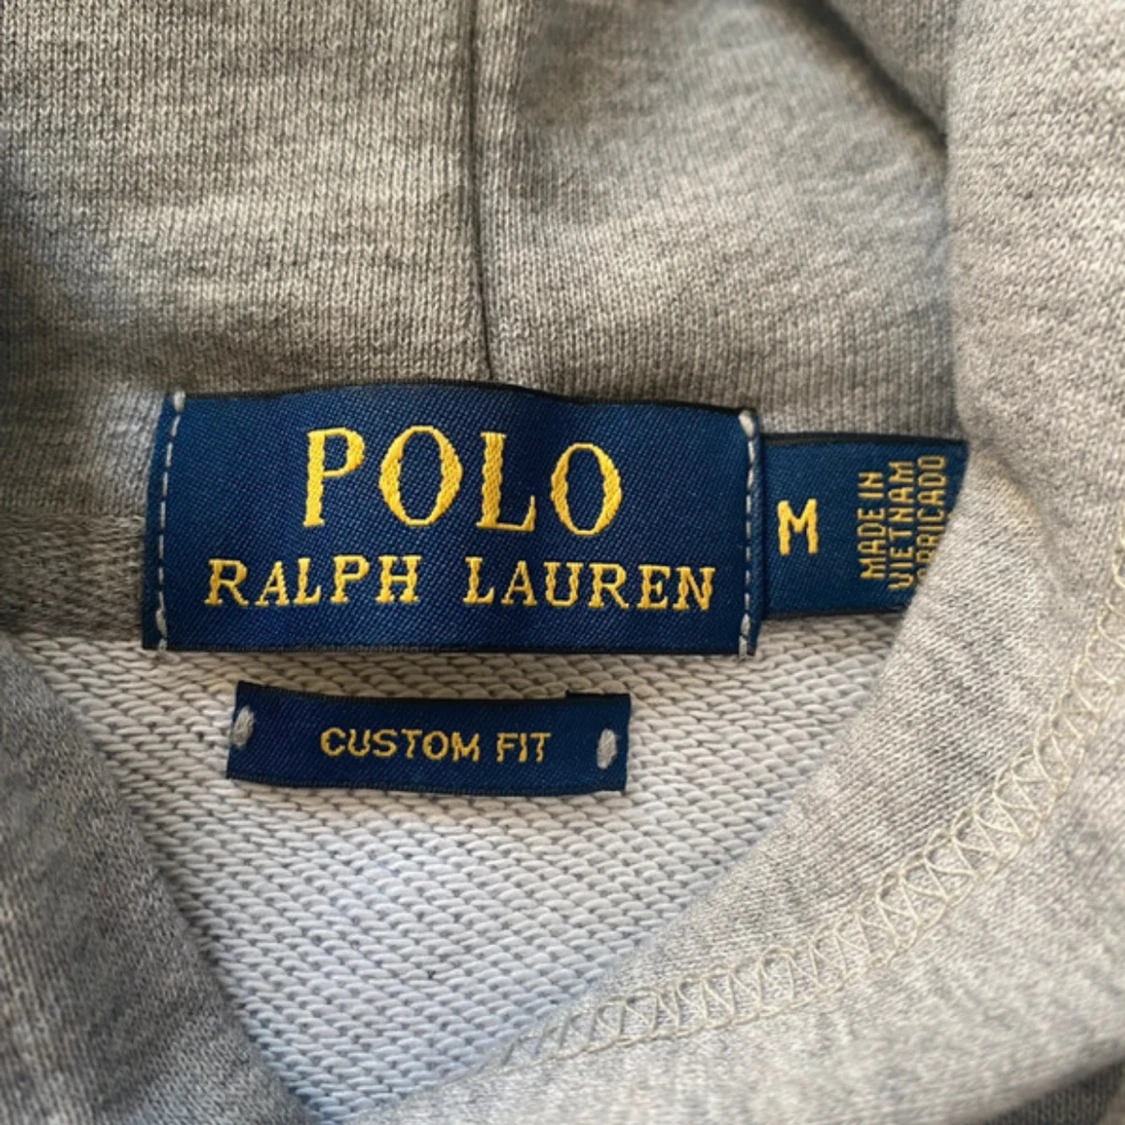 POLO
RALPH LAUREN
M
MADE IN
VIETNAM
CUSTOM FIT